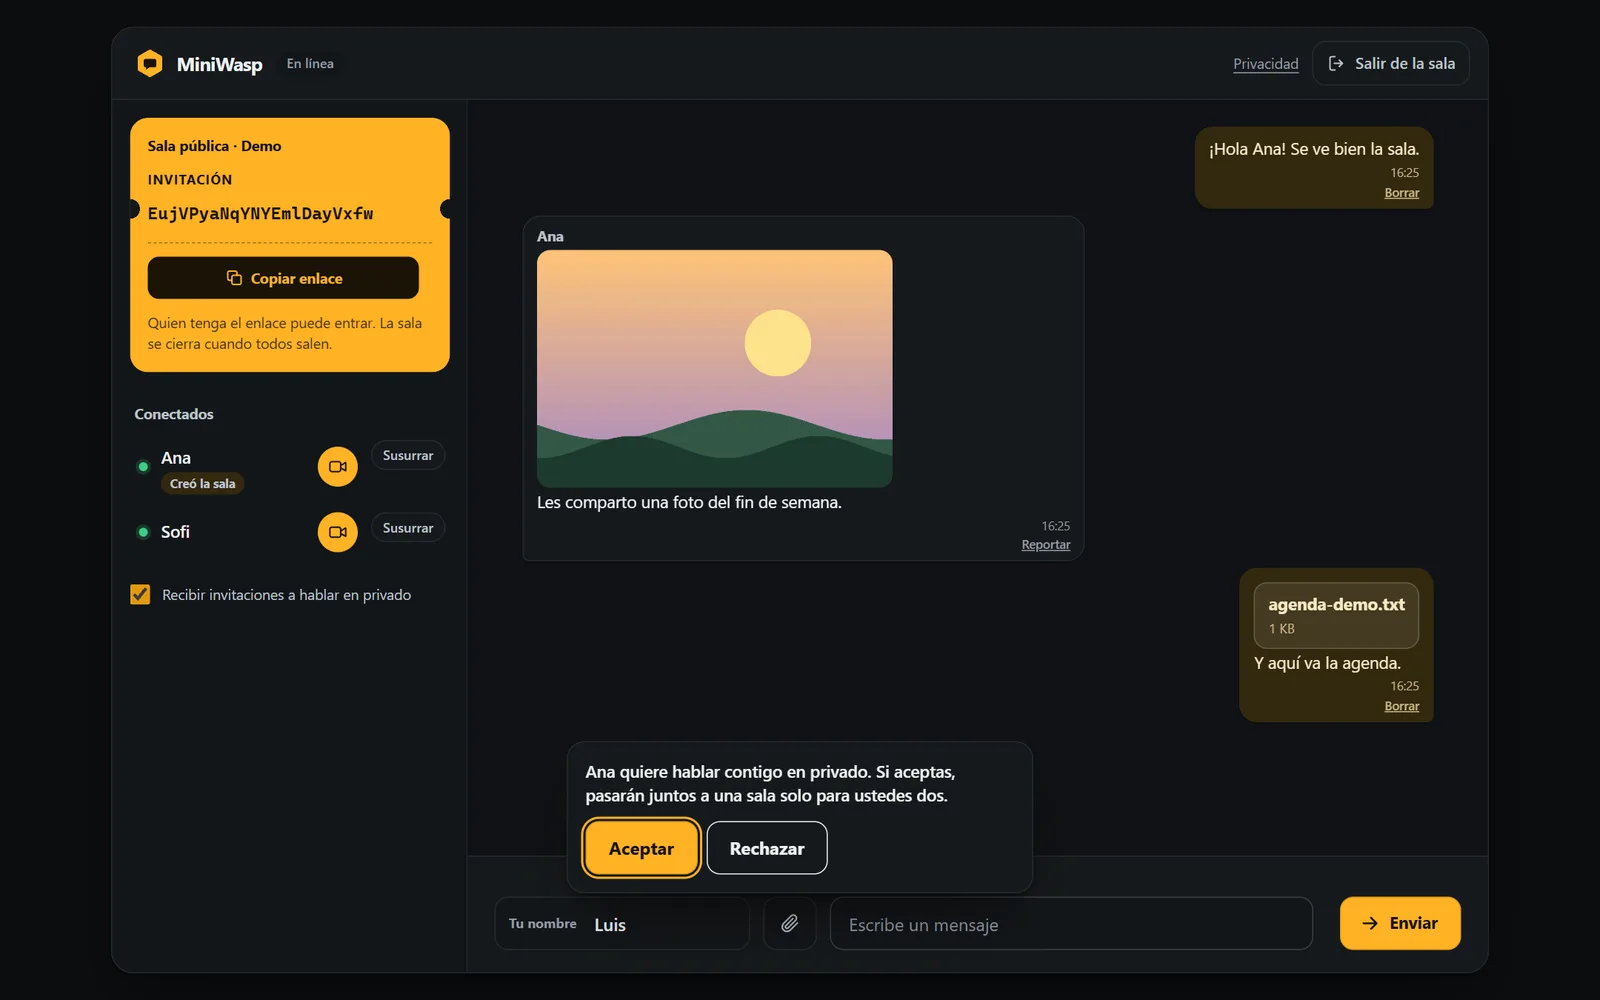 MiniWasp
En línea
Privacidad
Salir de la sala
Sala pública · Demo
INVITACIÓN
EujVPyaNqYNYEmlDayVxfw
Copiar enlace
Quien tenga el enlace puede entrar. La sala
se cierra cuando todos salen.
Conectados
Ana
Creó la sala
Susurrar
Sofi
Susurrar
Recibir invitaciones a hablar en privado
¡Hola Ana! Se ve bien la sala.
16:25
Borrar
Ana
Les comparto una foto del fin de semana.
16:25
Reportar
agenda-demo.txt
1 KB
Y aquí va la agenda.
16:25
Borrar
Ana quiere hablar contigo en privado. Si aceptas,
pasarán juntos a una sala solo para ustedes dos.
Aceptar
Rechazar
Tu nombre
Luis
Escribe un mensaje
Enviar